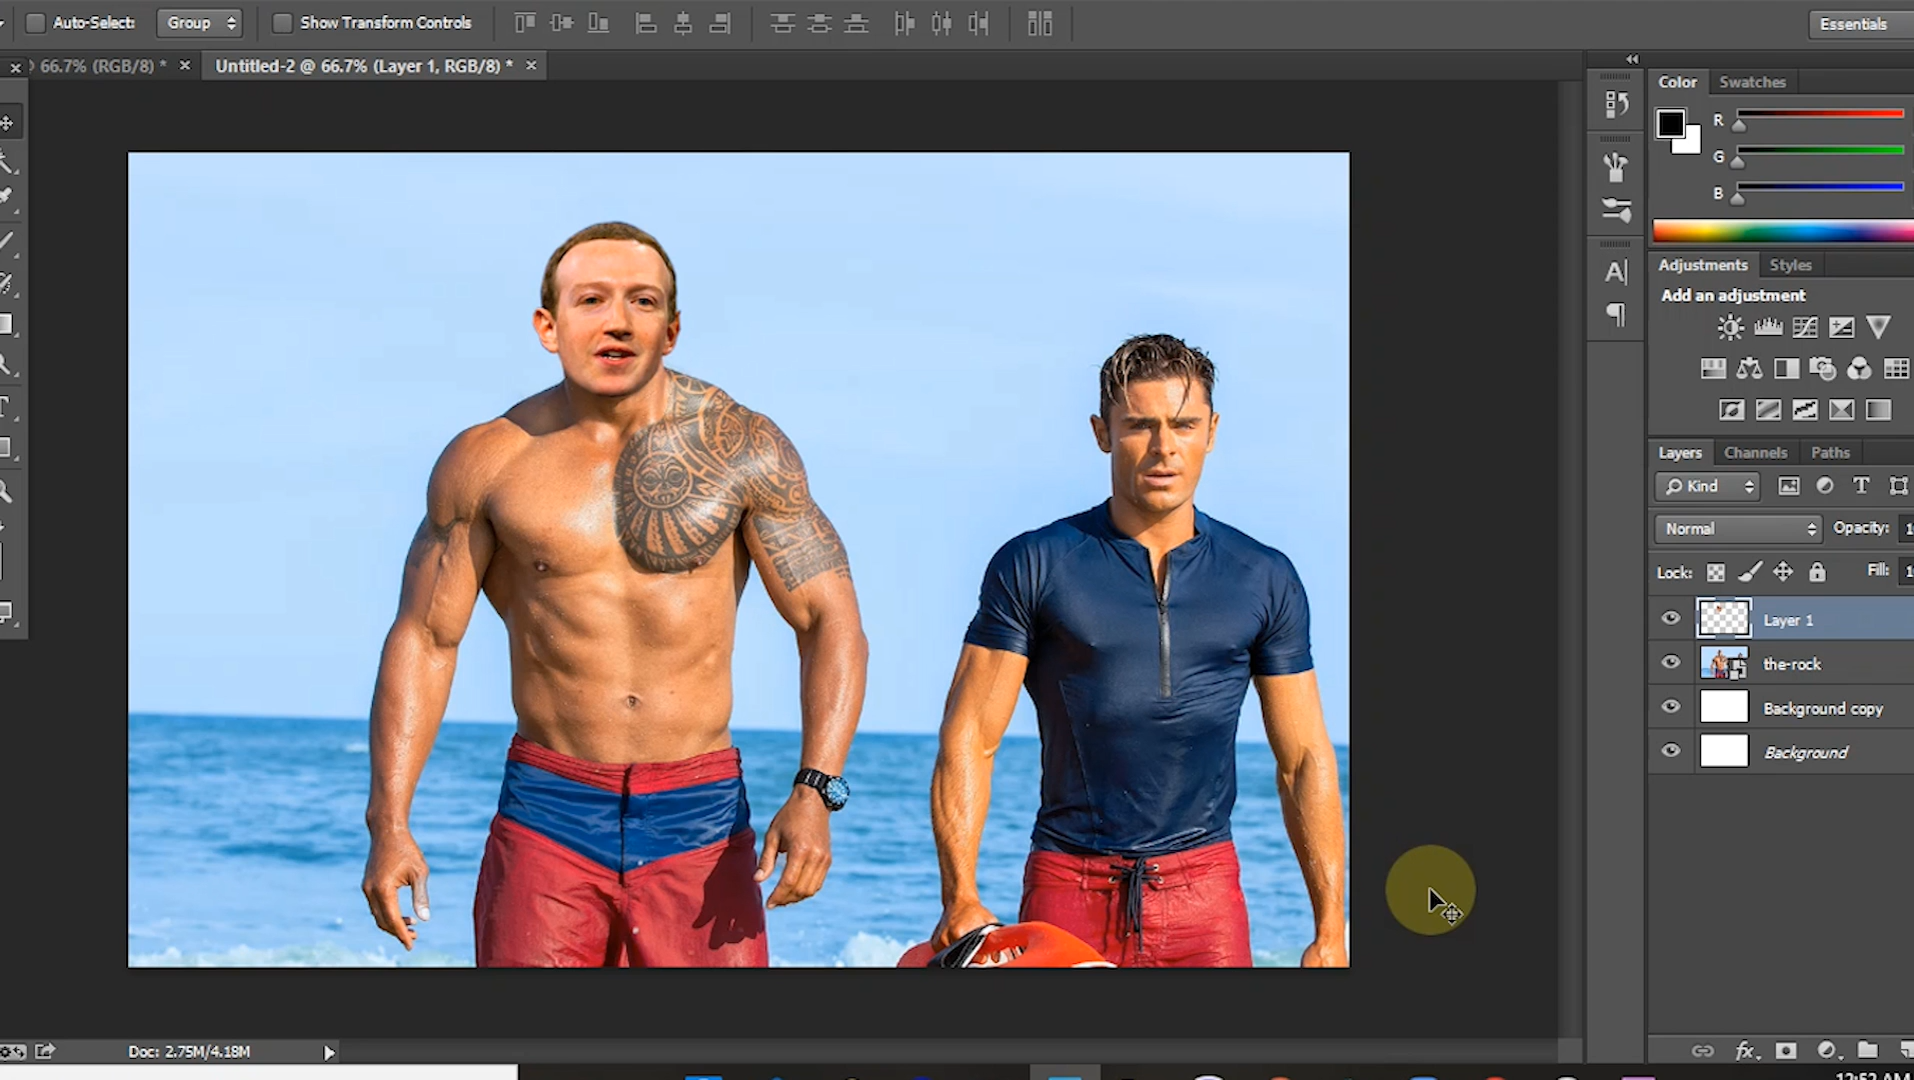 Auto-Select: Group Show Transform Controls Essentials
66.7% (RGB/8) * × Untitled-2 @ 66.7% (Layer 1, RGB/8) * ×
Color Swatches
R
G
B
Adjustments Styles
Add an adjustment
Layers Channels Paths
Kind
Normal Opacity:
Lock: Fill:
Layer 1
the-rock
Background copy
Background
fx
Doc: 2.75M/4.18M